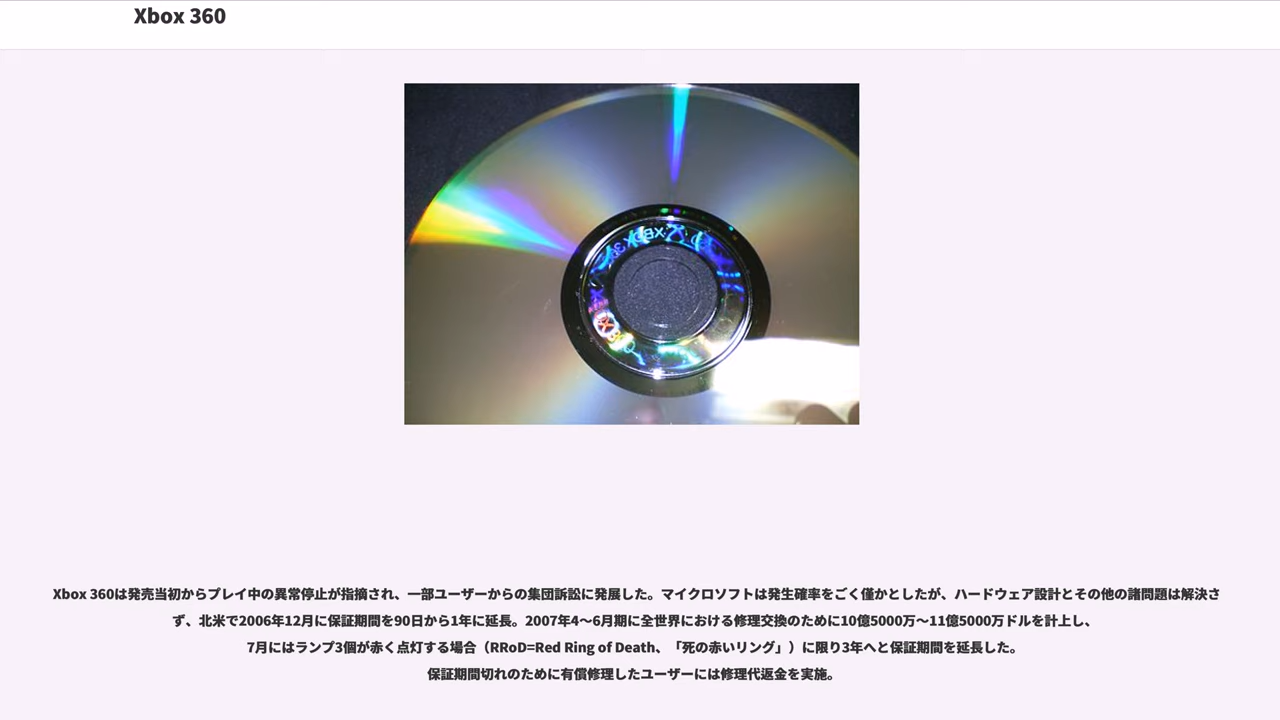 Xbox 360
XBOX
Xbox 360は発売当初からプレイ中の異常停止が指摘され、一部ユーザーからの集団訴訟に発展した。マイクロソフトは発生確率をごく僅かとしたが、ハードウェア設計とその他の諸問題は解決さ
ず、北米で2006年12月に保証期間を90日から1年に延長。2007年4〜6月期に全世界における修理交換のために10億5000万〜11億5000万ドルを計上し、
7月にはランプ3個が赤く点灯する場合（RRoD=Red Ring of Death、「死の赤いリング」）に限り3年へと保証期間を延長した。
保証期間切れのために有償修理したユーザーには修理代返金を実施。